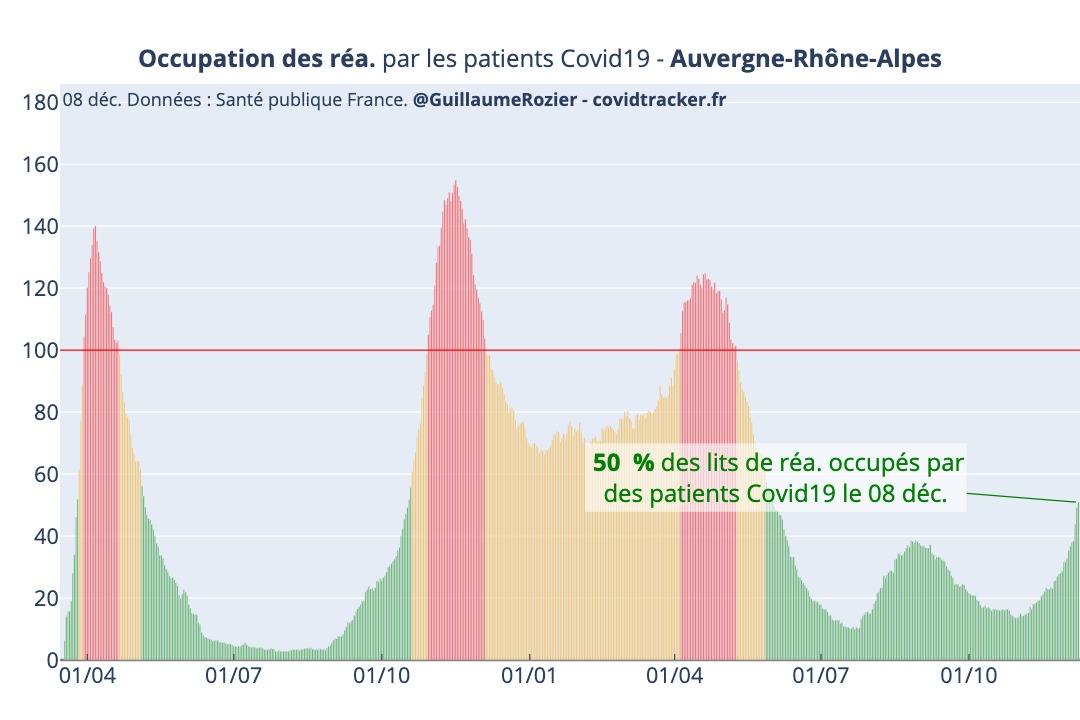 Occupation des réa. par les patients Covid19 - Auvergne-Rhône-Alpes
180
08 déc. Données : Santé publique France. @GuillaumeRozier - covidtracker.fr
160
140
120
100
80
60
40
20
0
50 % des lits de réa. occupés par
des patients Covid19 le 08 déc.
01/04 01/07 01/10 01/01 01/04 01/07 01/10